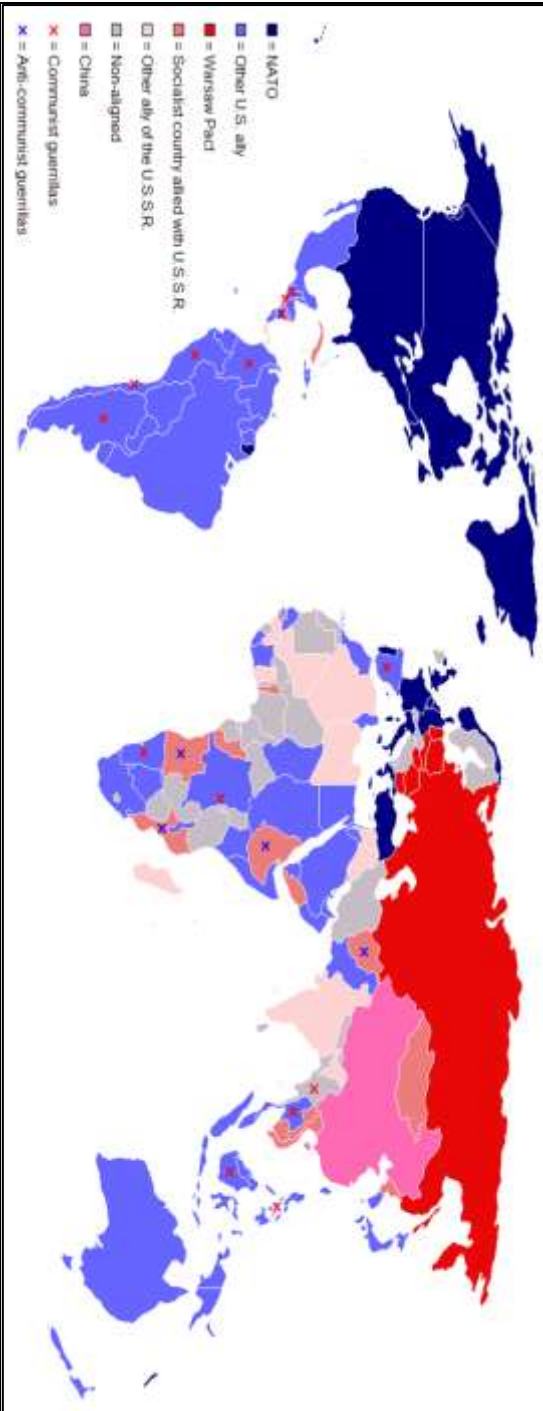 = NATO
= Other U.S. ally
= Warsaw Pact
= Socialist country allied with U.S.S.R.
= Other ally of the U.S.S.R.
= Non-aligned
= China
× = Communist guerrillas
× = Anti-communist guerrillas